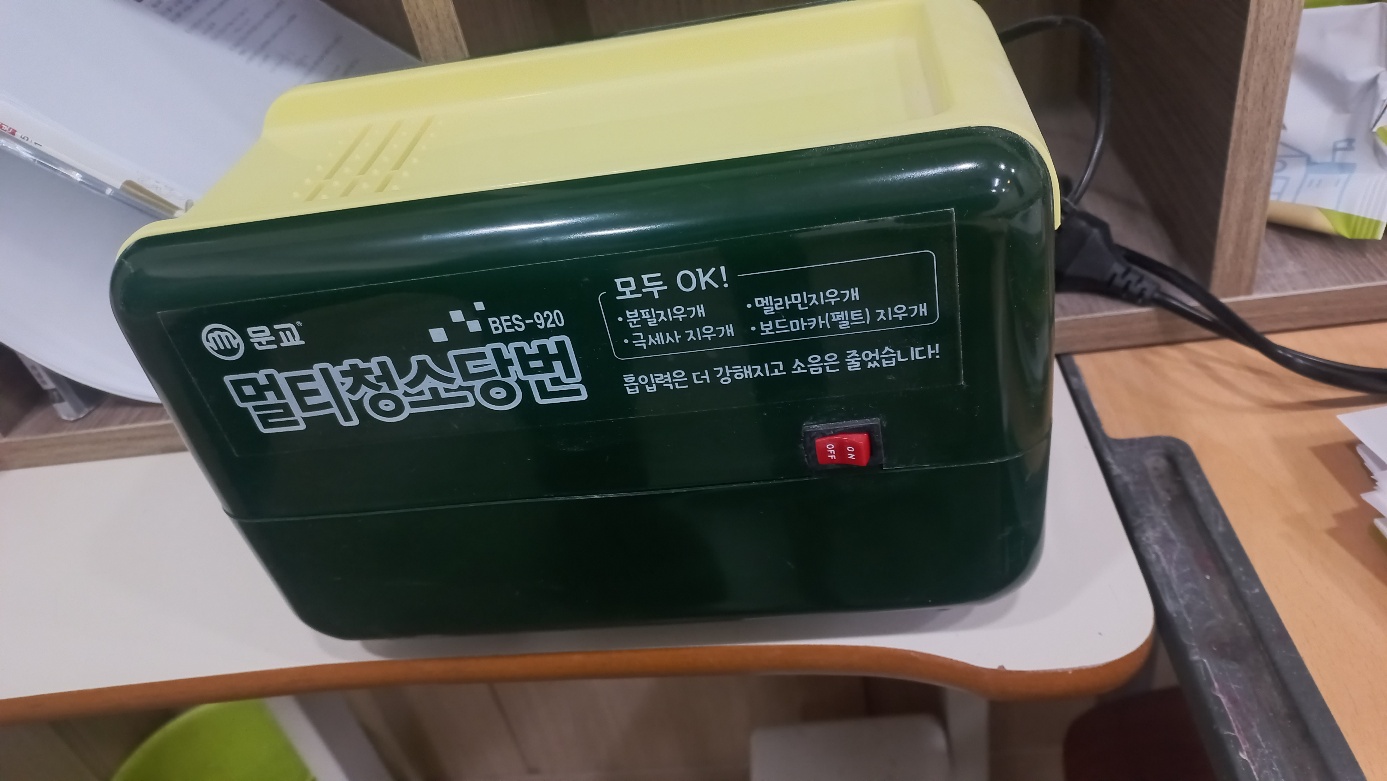 문교
BES-920
멀티청소당번
모두 OK!
·분필지우개
·멜라민지우개
·극세사 지우개
·보드마카(펠트) 지우개
흡입력은 더 강해지고 소음은 줄었습니다!
OFF
ON